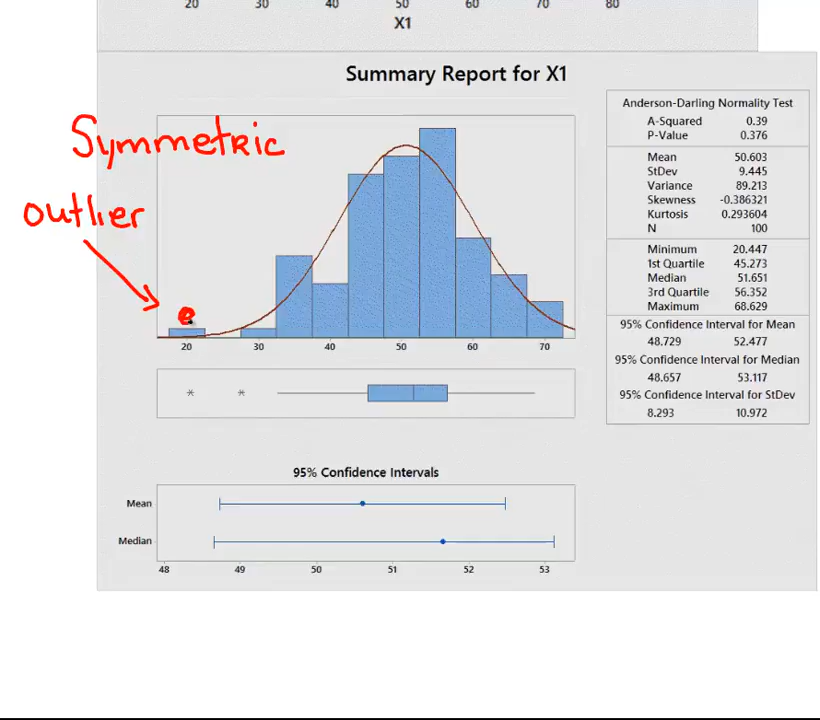 20 30 40 50 60 70 80
X1
Summary Report for X1
Symmetric
outlier
20 30 40 50 60 70
* *
95% Confidence Intervals
Mean
Median
48 49 50 51 52 53
Anderson-Darling Normality Test
A-Squared 0.39
P-Value 0.376
Mean 50.603
StDev 9.445
Variance 89.213
Skewness -0.386321
Kurtosis 0.293604
N 100
Minimum 20.447
1st Quartile 45.273
Median 51.651
3rd Quartile 56.352
Maximum 68.629
95% Confidence Interval for Mean
48.729 52.477
95% Confidence Interval for Median
48.657 53.117
95% Confidence Interval for StDev
8.293 10.972